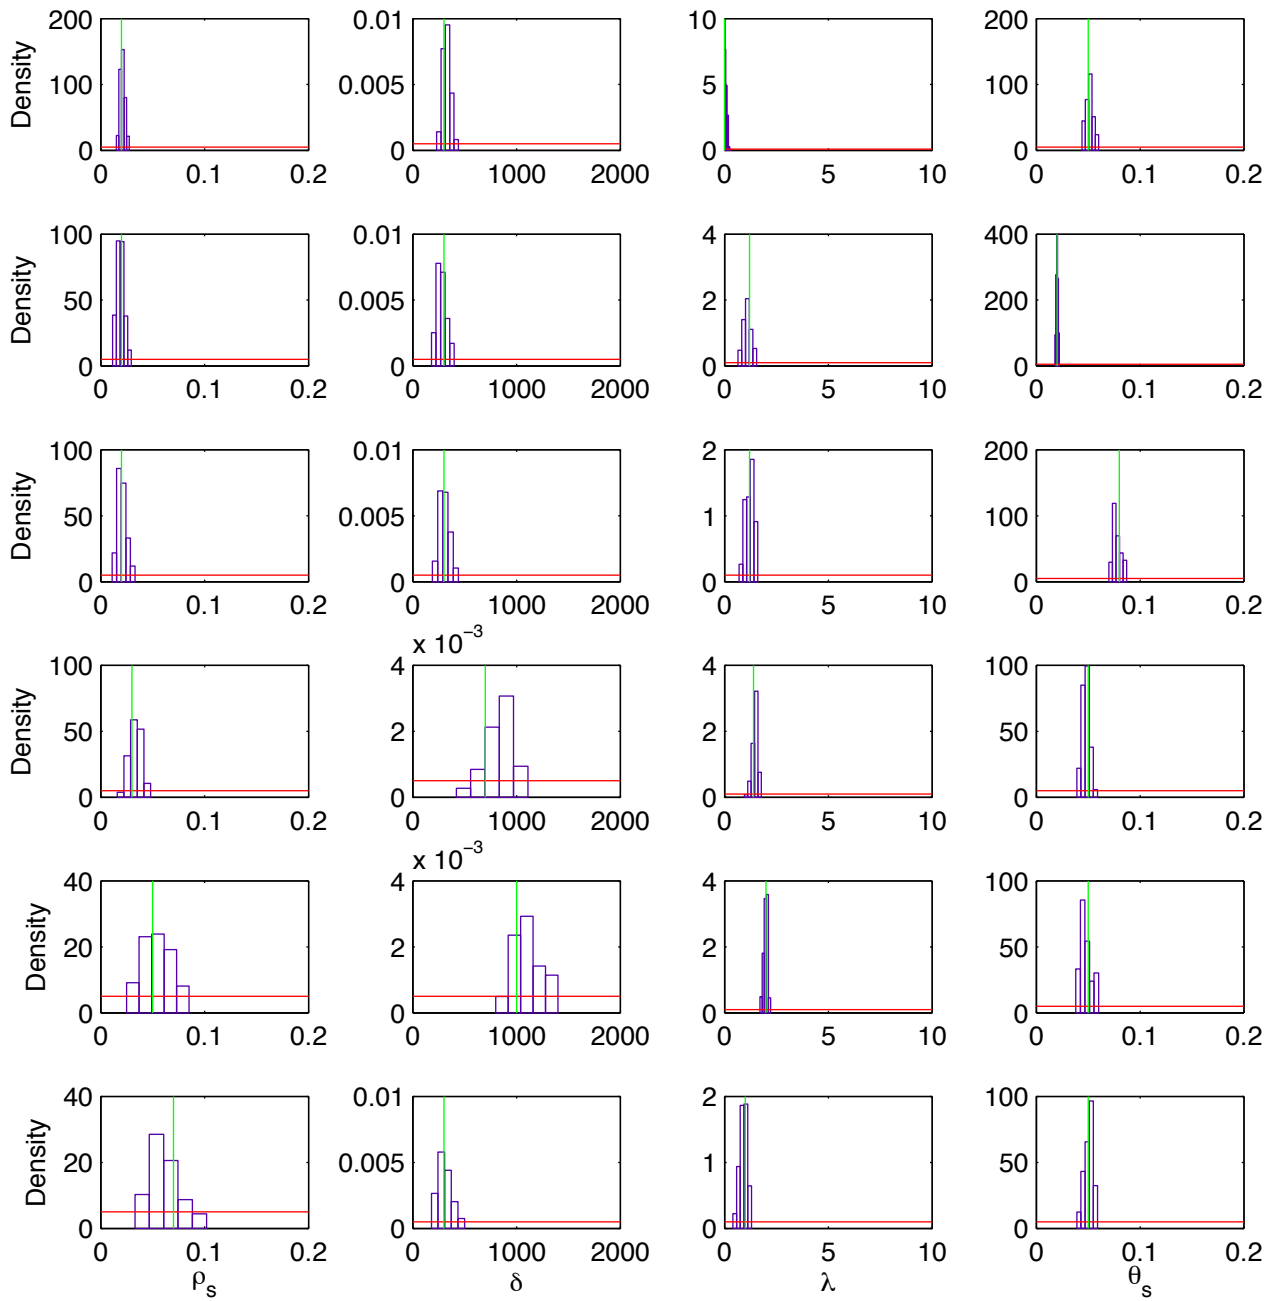 200 0.01 10 200
Density 100 0.005 5 100
0 0 0 0
0 0.1 0.2 0 1000 2000 0 5 10 0 0.1 0.2
100 0.01 4 400
Density 50 0.005 2 200
0 0 0 0
0 0.1 0.2 0 1000 2000 0 5 10 0 0.1 0.2
100 0.01 2 200
Density 50 0.005 1 100
0 0 0 0
0 0.1 0.2 0 1000 2000 0 5 10 0 0.1 0.2
x 10⁻³
100 4 4 100
Density 50 2 2 50
0 0 0 0
0 0.1 0.2 0 1000 2000 0 5 10 0 0.1 0.2
x 10⁻³
40 4 4 100
Density 20 2 2 50
0 0 0 0
0 0.1 0.2 0 1000 2000 0 5 10 0 0.1 0.2
40 0.01 2 100
Density 20 0.005 1 50
0 0 0 0
0 0.1 0.2 0 1000 2000 0 5 10 0 0.1 0.2
ρₛ δ λ θₛ